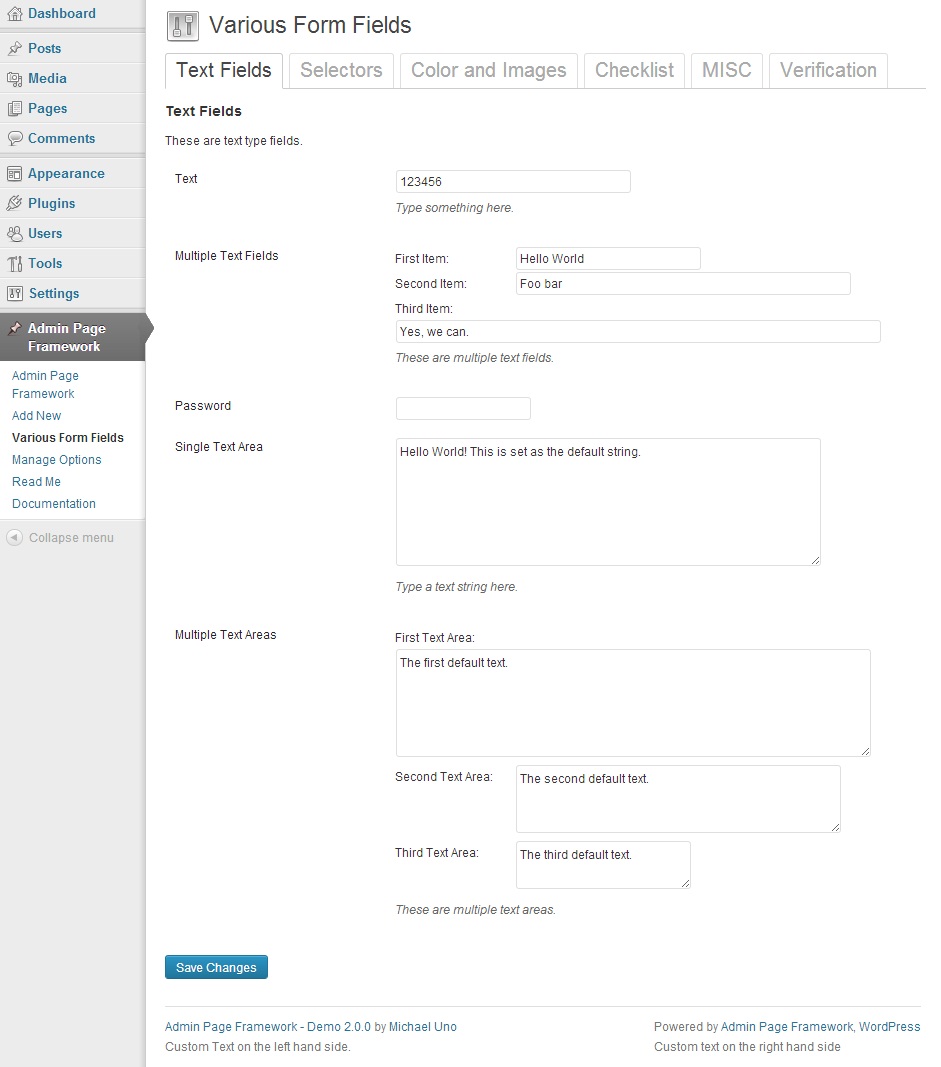 Dashboard
Posts
Media
Pages
Comments
Appearance
Plugins
Users
Tools
Settings
Admin Page
Framework
Admin Page
Framework
Add New
Various Form Fields
Manage Options
Read Me
Documentation
Collapse menu
Various Form Fields
Text Fields Selectors Color and Images Checklist MISC Verification
Text Fields
These are text type fields.
Text 123456
Type something here.
Multiple Text Fields First Item: Hello World
Second Item: Foo bar
Third Item:
Yes, we can.
These are multiple text fields.
Password
Single Text Area Hello World! This is set as the default string.
Type a text string here.
Multiple Text Areas First Text Area:
The first default text.
Second Text Area: The second default text.
Third Text Area: The third default text.
These are multiple text areas.
Save Changes
Admin Page Framework - Demo 2.0.0 by Michael Uno Powered by Admin Page Framework, WordPress
Custom Text on the left hand side. Custom text on the right hand side